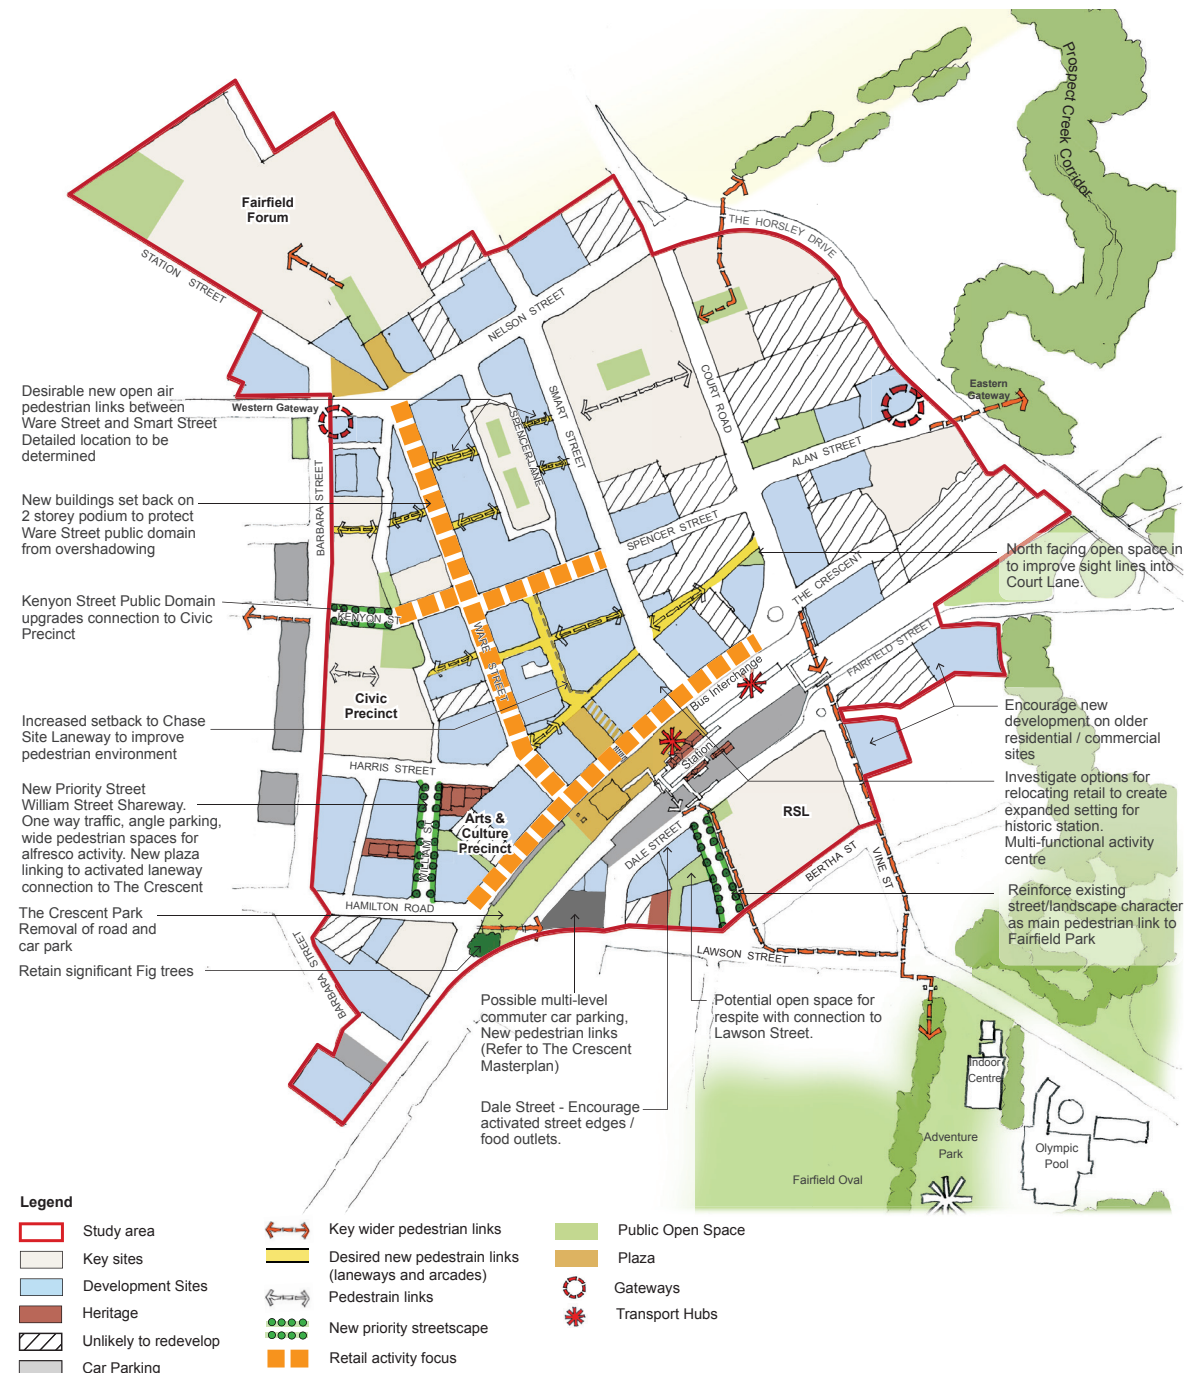 Prospect Creek Corridor
Fairfield
Forum
THE HORSLEY DRIVE
STATION STREET
NELSON STREET
SMART STREET
COURT ROAD
SPENCER LANE
Eastern
Gateway
Western Gateway
ALAN STREET
SPENCER STREET
BARBARA STREET
THE CRESCENT
KENYON ST
WARE STREET
FAIRFIELD STREET
Bus Interchange
Station
Civic
Precinct
HARRIS STREET
WILLIAM ST
Arts &
Culture
Precinct
RSL
DALE STREET
BERTHA ST
VINE ST
HAMILTON ROAD
BARBARA STREET
BARBARA STREET
LAWSON STREET
Indoor
Centre
Adventure
Park
Olympic
Pool
Fairfield Oval
Desirable new open air
pedestrian links between
Ware Street and Smart Street
Detailed location to be
determined
New buildings set back on
2 storey podium to protect
Ware Street public domain
from overshadowing
Kenyon Street Public Domain
upgrades connection to Civic
Precinct
Increased setback to Chase
Site Laneway to improve
pedestrian environment
New Priority Street
William Street Shareway.
One way traffic, angle parking,
wide pedestrian spaces for
alfresco activity. New plaza
linking to activated laneway
connection to The Crescent
The Crescent Park
Removal of road and
car park
Retain significant Fig trees
North facing open space in
to improve sight lines into
Court Lane.
Encourage new
development on older
residential / commercial
sites
Investigate options for
relocating retail to create
expanded setting for
historic station.
Multi-functional activity
centre
Reinforce existing
street/landscape character
as main pedestrian link to
Fairfield Park
Possible multi-level
commuter car parking,
New pedestrian links
(Refer to The Crescent
Masterplan)
Dale Street - Encourage
activated street edges /
food outlets.
Potential open space for
respite with connection to
Lawson Street.
Legend
Study area
Key sites
Development Sites
Heritage
Unlikely to redevelop
Car Parking
Key wider pedestrian links
Desired new pedestrain links
(laneways and arcades)
Pedestrain links
New priority streetscape
Retail activity focus
Public Open Space
Plaza
Gateways
Transport Hubs